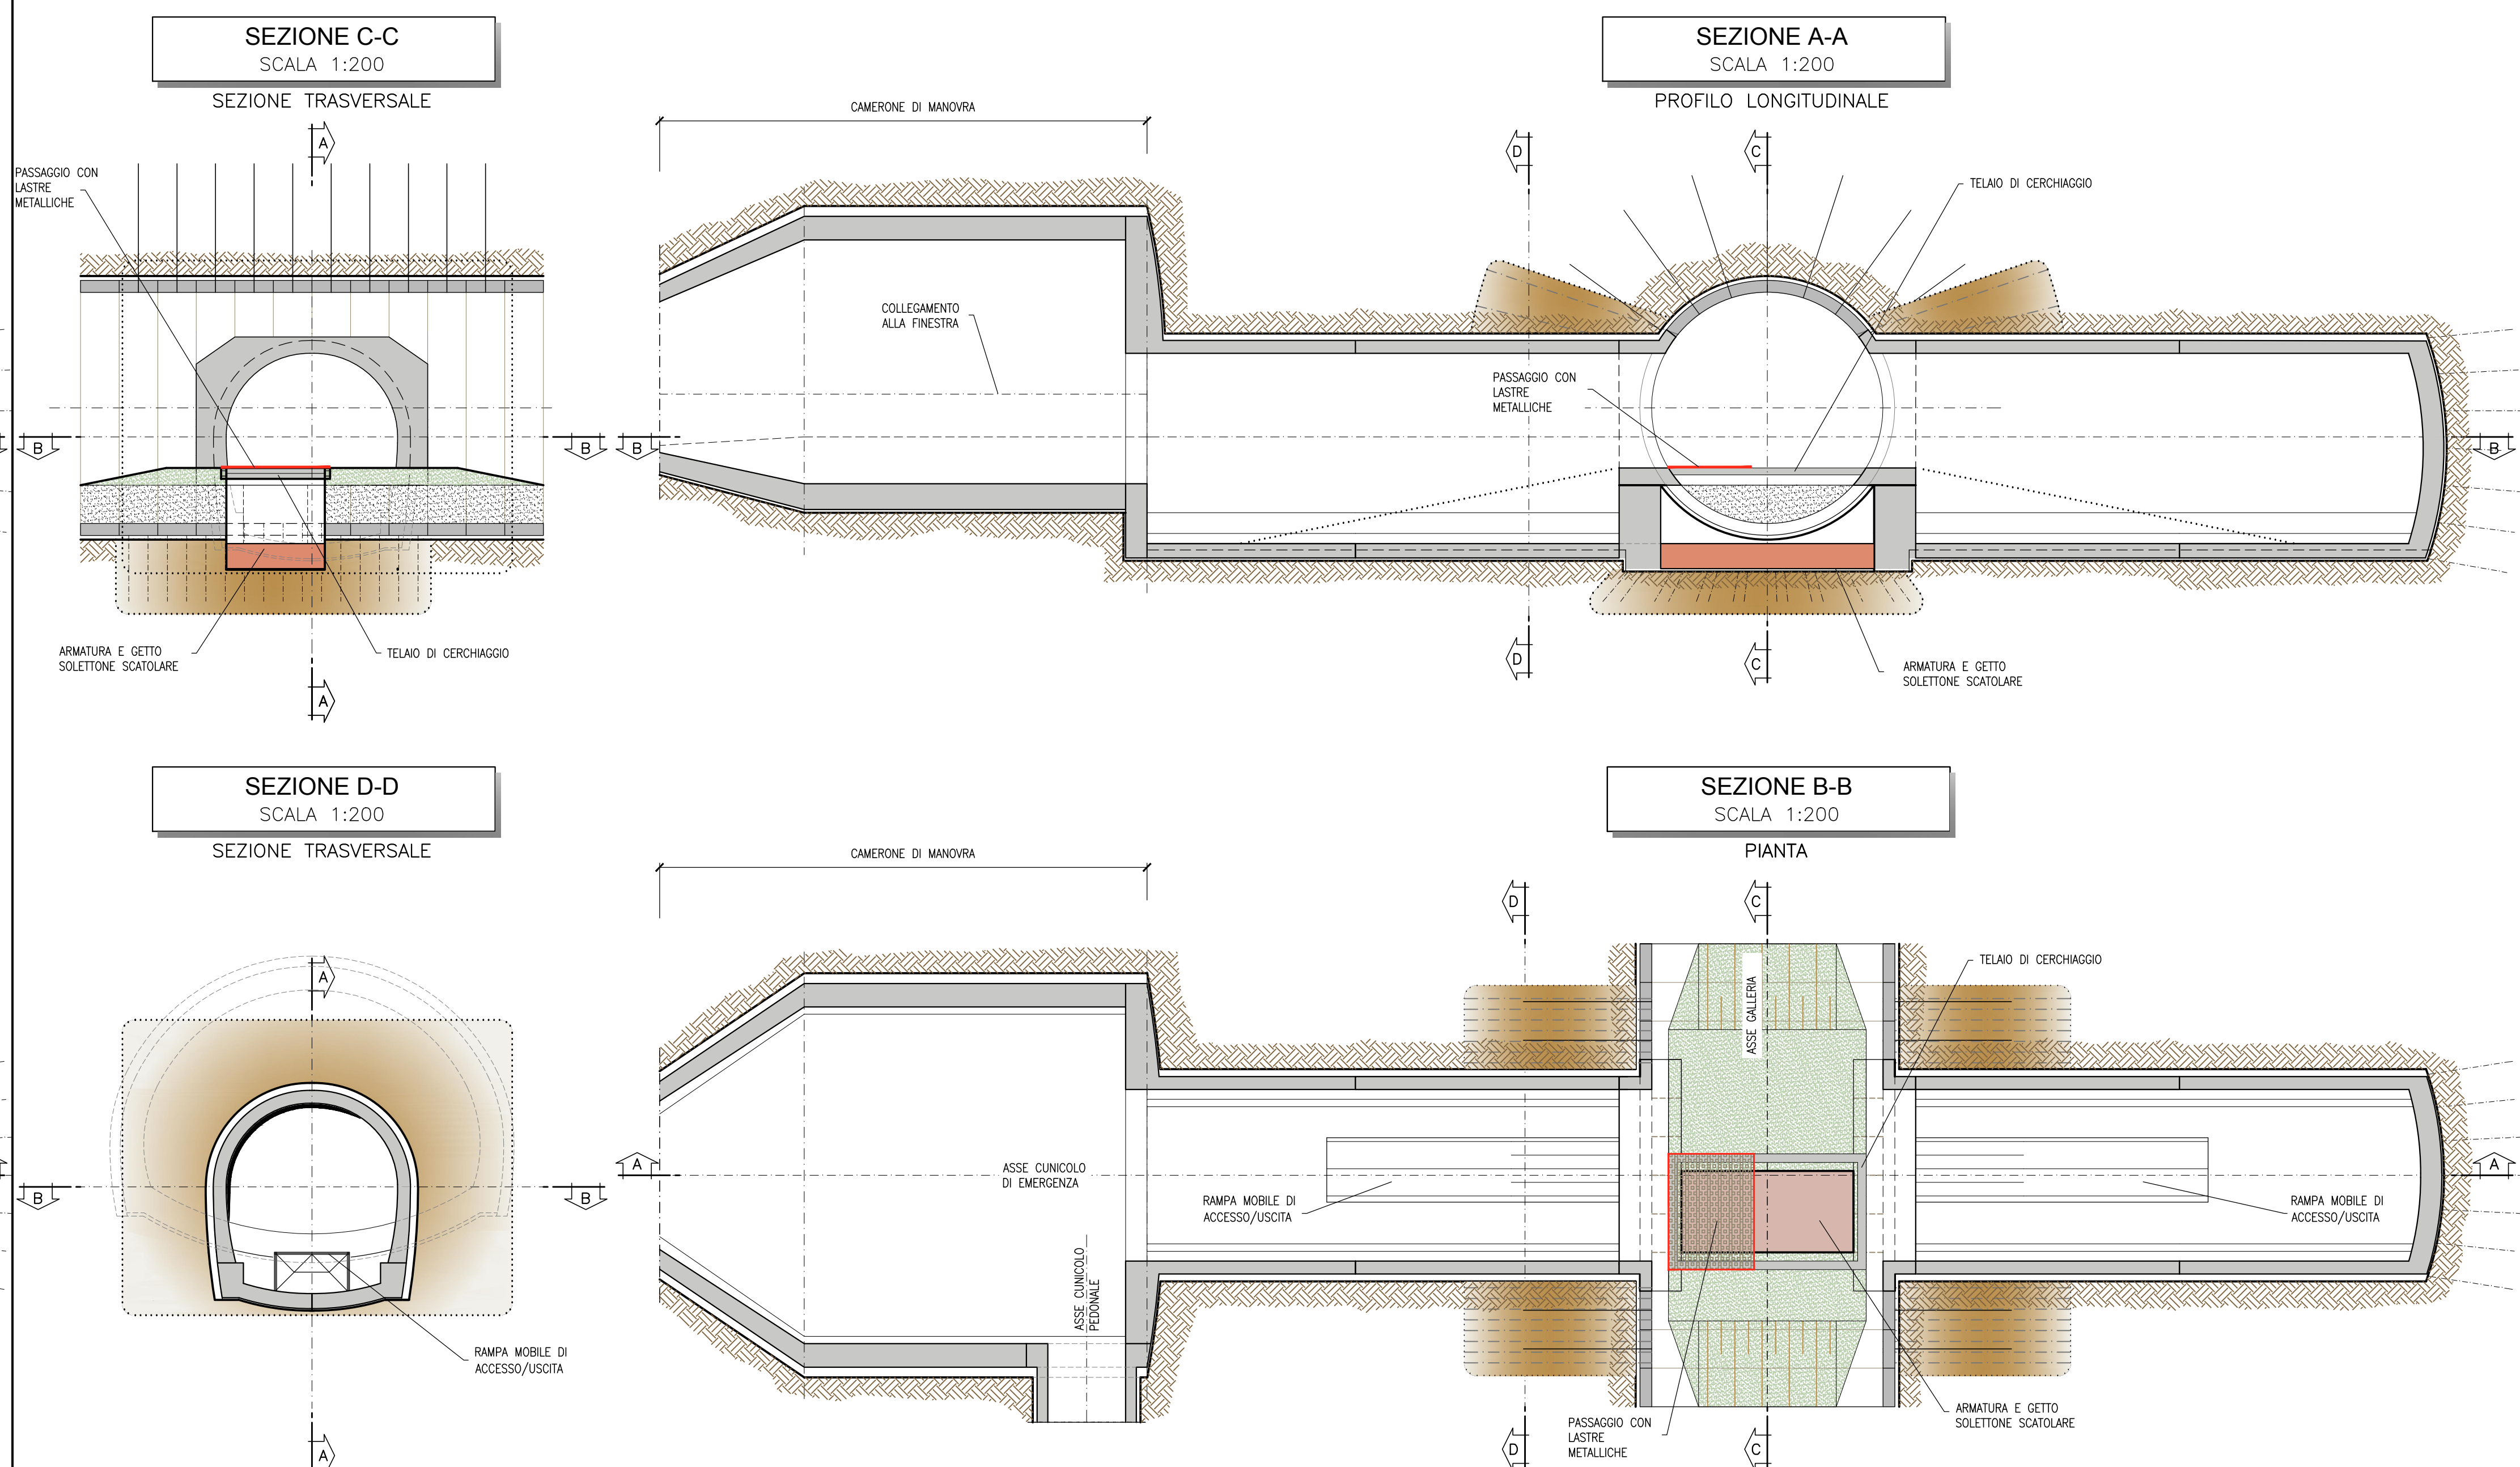 SEZIONE C-C
SCALA 1:200
SEZIONE TRASVERSALE
A
PASSAGGIO CON
LASTRE
METALLICHE
B
B
ARMATURA E GETTO
SOLETTONE SCATOLARE
TELAIO DI CERCHIAGGIO
A
SEZIONE A-A
SCALA 1:200
PROFILO LONGITUDINALE
CAMERONE DI MANOVRA
D
C
TELAIO DI CERCHIAGGIO
COLLEGAMENTO
ALLA FINESTRA
PASSAGGIO CON
LASTRE
METALLICHE
B
B
D
C
ARMATURA E GETTO
SOLETTONE SCATOLARE
SEZIONE D-D
SCALA 1:200
SEZIONE TRASVERSALE
A
B
B
RAMPA MOBILE DI
ACCESSO/USCITA
A
SEZIONE B-B
SCALA 1:200
PIANTA
CAMERONE DI MANOVRA
D
C
TELAIO DI CERCHIAGGIO
ASSE GALLERIA
A
ASSE CUNICOLO
DI EMERGENZA
RAMPA MOBILE DI
ACCESSO/USCITA
RAMPA MOBILE DI
ACCESSO/USCITA
A
ASSE CUNICOLO
PEDONALE
PASSAGGIO CON
LASTRE
METALLICHE
ARMATURA E GETTO
SOLETTONE SCATOLARE
D
C